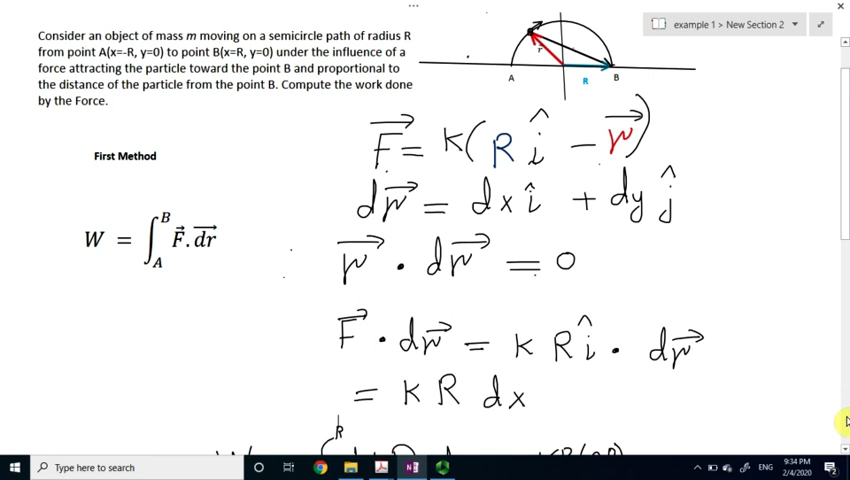 example 1 > New Section 2
Consider an object of mass m moving on a semicircle path of radius R
from point A(x=-R, y=0) to point B(x=R, y=0) under the influence of a
force attracting the particle toward the point B and proportional to
the distance of the particle from the point B. Compute the work done
by the Force.
r
A
B
R
First Method
W = ∫_A^B F⃗.dr⃗
F⃗ = K(R î − r⃗)
dr⃗ = dx î + dy ĵ
r⃗ · dr⃗ = 0
F⃗ · dr⃗ = K R î · dr⃗
= K R dx
Type here to search
ENG
9:34 PM
2/4/2020
2